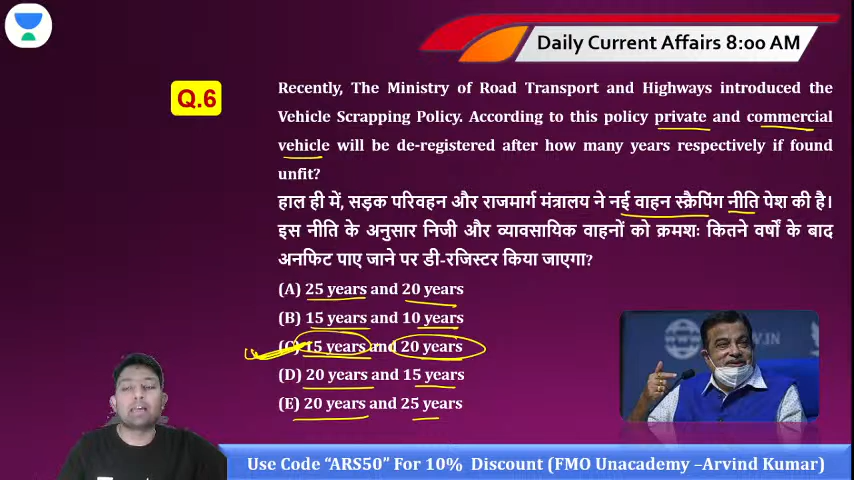 Daily Current Affairs 8:00 AM
Q.6
Recently, The Ministry of Road Transport and Highways introduced the
Vehicle Scrapping Policy. According to this policy private and commercial
vehicle will be de-registered after how many years respectively if found
unfit?
हाल ही में, सड़क परिवहन और राजमार्ग मंत्रालय ने नई वाहन स्क्रैपिंग नीति पेश की है।
इस नीति के अनुसार निजी और व्यावसायिक वाहनों को क्रमशः कितने वर्षों के बाद
अनफिट पाए जाने पर डी-रजिस्टर किया जाएगा?
(A) 25 years and 20 years
(B) 15 years and 10 years
(C) 15 years and 20 years
(D) 20 years and 15 years
(E) 20 years and 25 years
Use Code “ARS50” For 10% Discount (FMO Unacademy –Arvind Kumar)